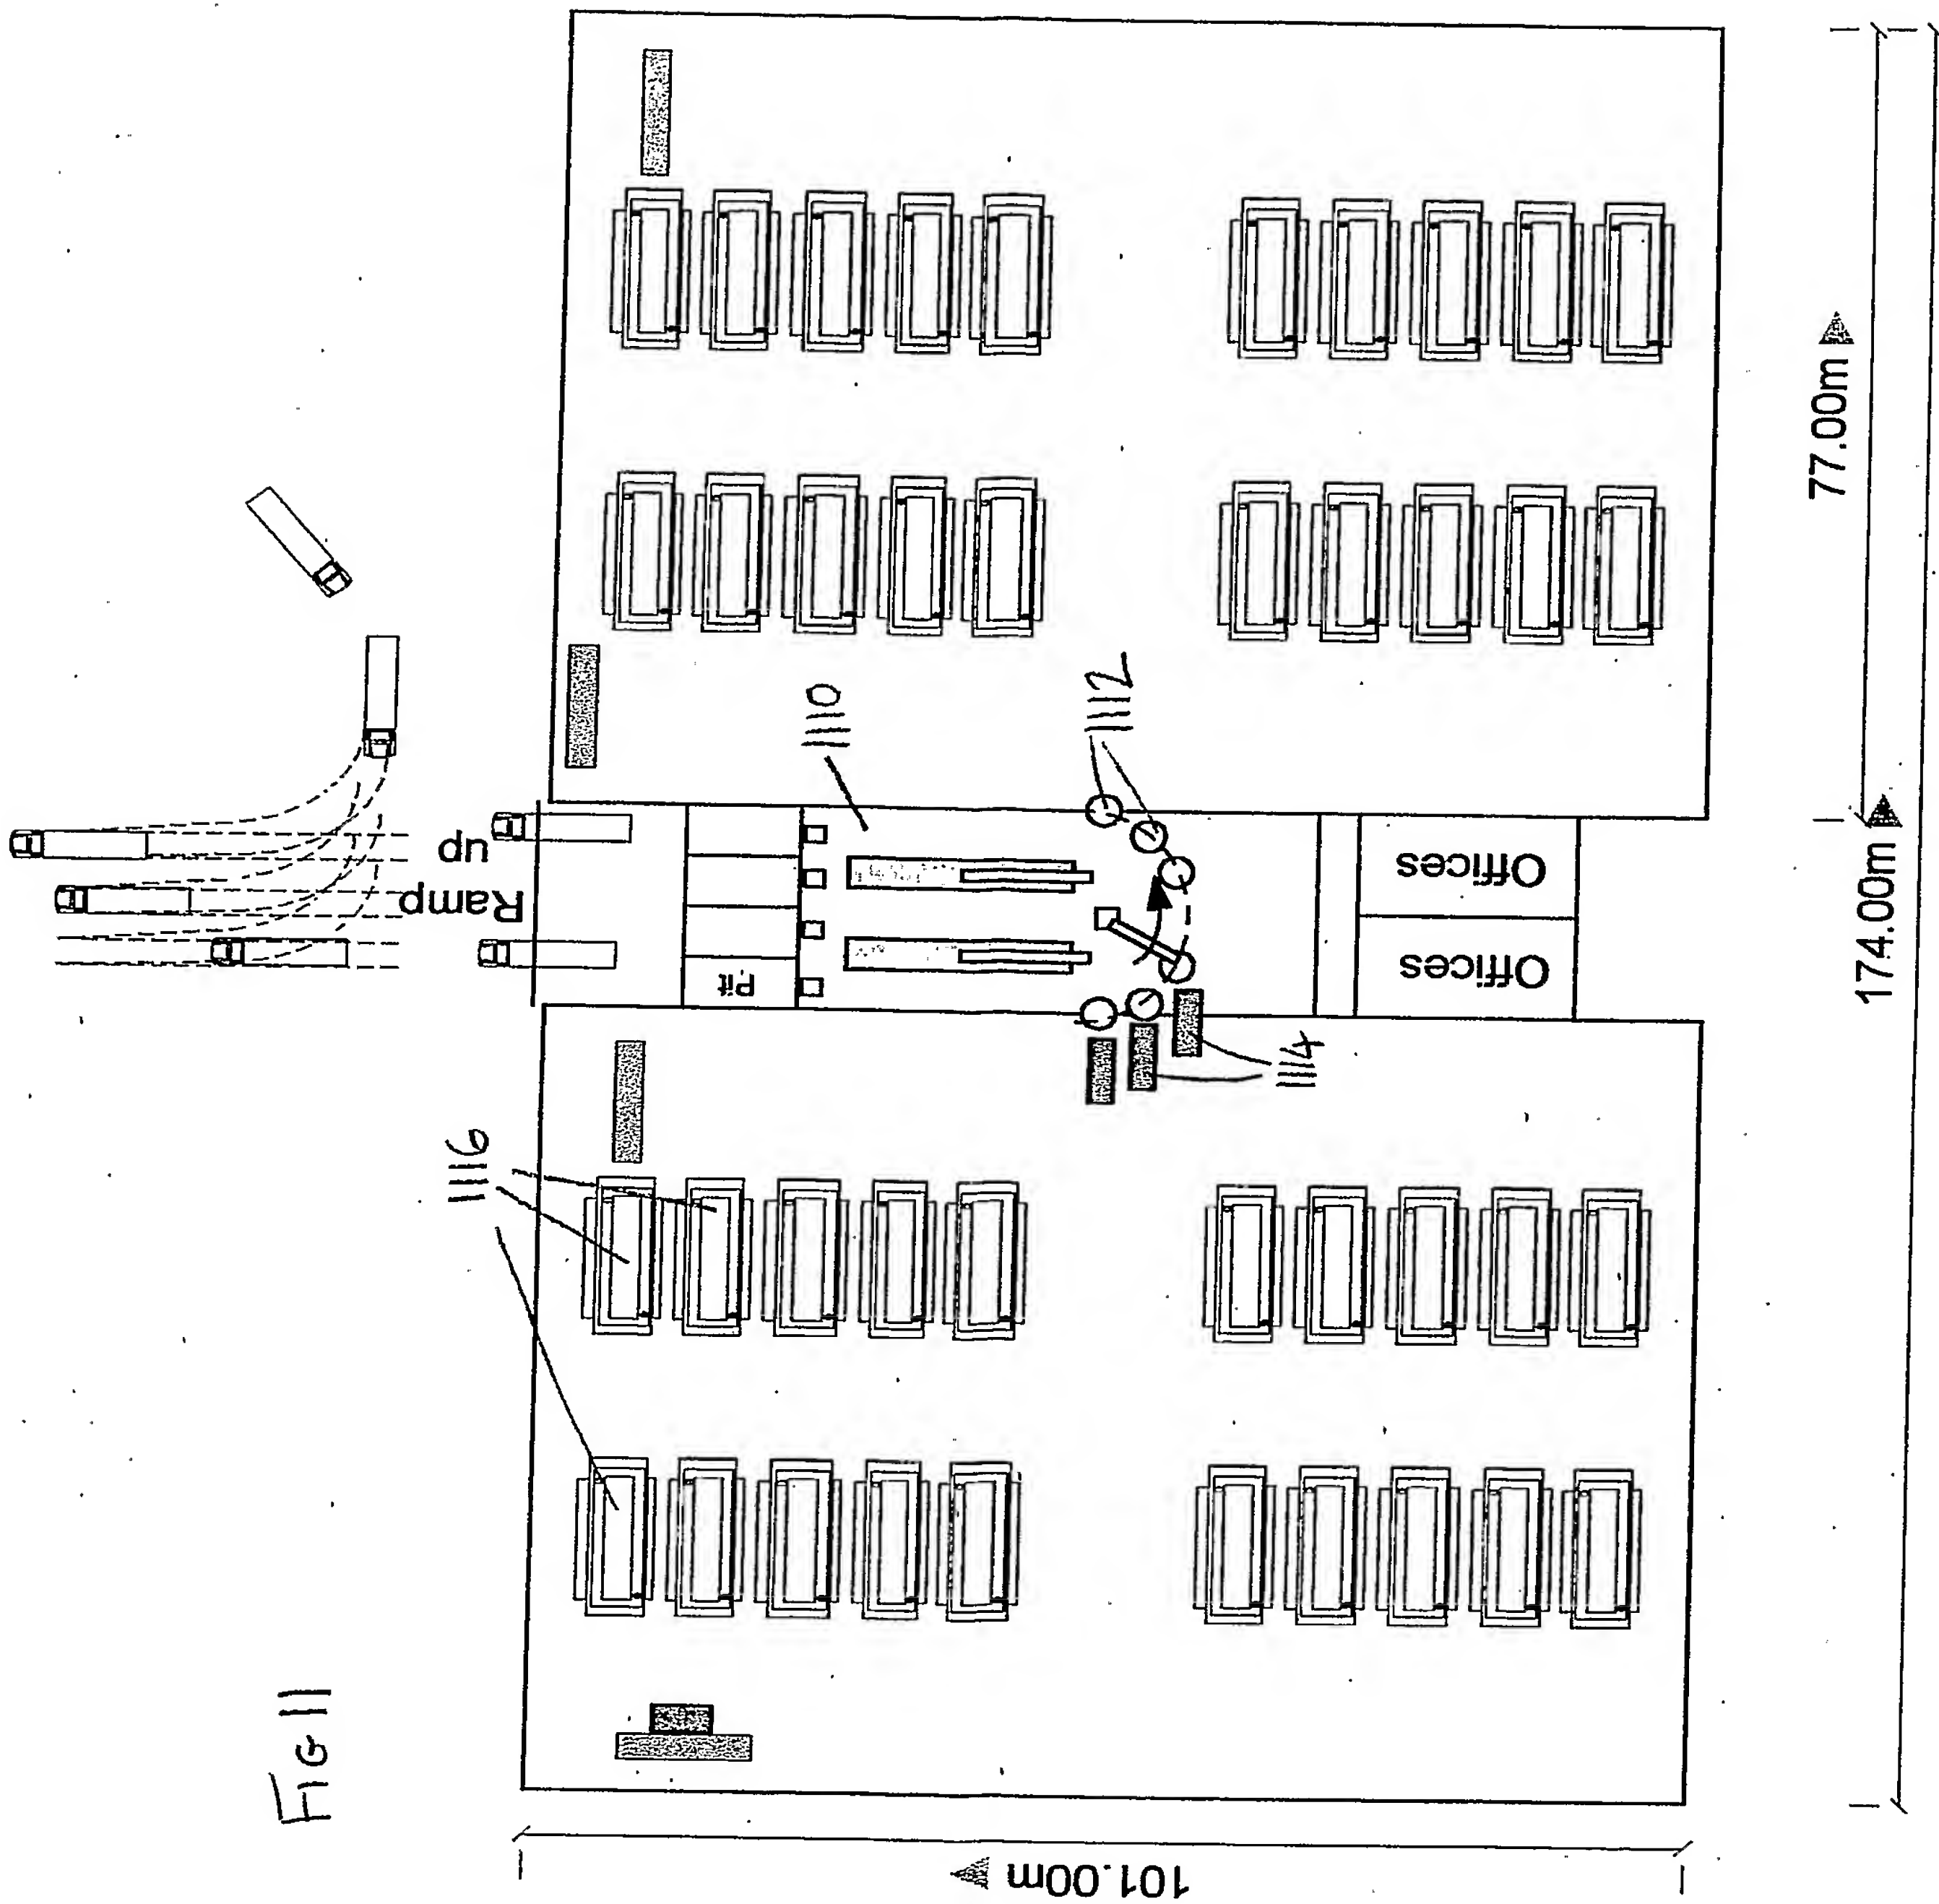 FIG 11
Ramp
up
Pit
1110
1112
1114
1116
Offices
Offices
77.00m
174.00m
101.00m